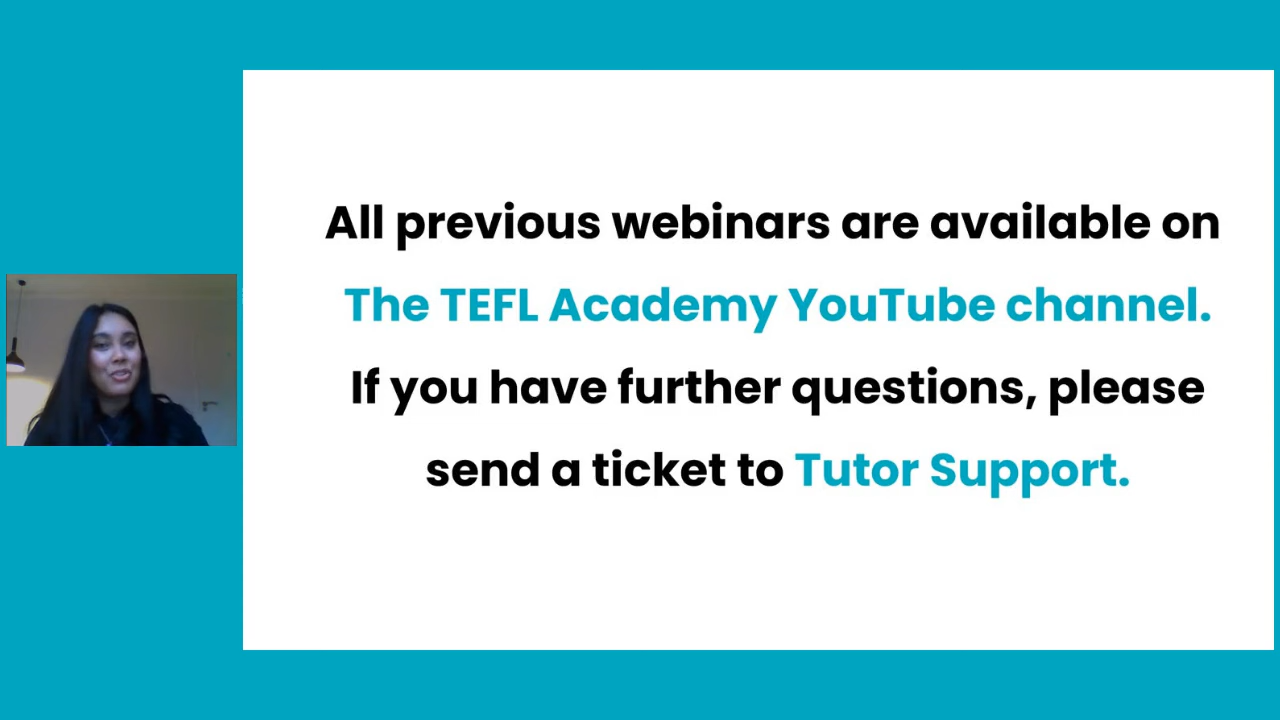 All previous webinars are available on
The TEFL Academy YouTube channel.
If you have further questions, please
send a ticket to Tutor Support.